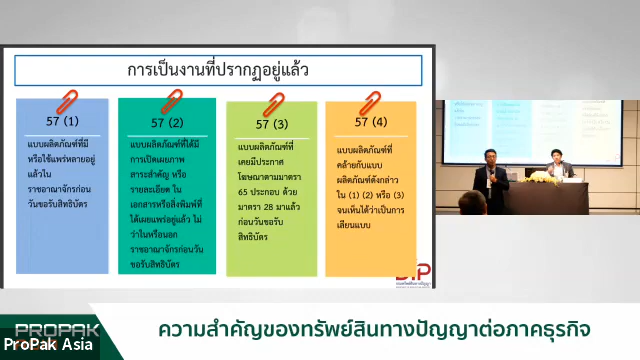 การเป็นงานที่ปรากฏอยู่แล้ว
57 (1)
แบบผลิตภัณฑ์ที่มี
หรือใช้แพร่หลายอยู่
แล้วใน
ราชอาณาจักรก่อน
วันขอรับสิทธิบัตร
57 (2)
แบบผลิตภัณฑ์ที่ได้มี
การเปิดเผยภาพ
สาระสำคัญ หรือ
รายละเอียด ใน
เอกสารหรือสิ่งพิมพ์ที่
ได้เผยแพร่อยู่แล้ว ไม่
ว่าในหรือนอก
ราชอาณาจักรก่อนวัน
ขอรับสิทธิบัตร
57 (3)
แบบผลิตภัณฑ์ที่
เคยมีประกาศ
โฆษณาตามมาตรา
65 ประกอบ ด้วย
มาตรา 28 มาแล้ว
ก่อนวันขอรับ
สิทธิบัตร
57 (4)
แบบผลิตภัณฑ์ที่
คล้ายกับแบบ
ผลิตภัณฑ์ดังกล่าว
ใน (1) (2) หรือ (3)
จนเห็นได้ว่าเป็นการ
เลียนแบบ
DIP
PROPAK
ProPak Asia
ความสำคัญของทรัพย์สินทางปัญญาต่อภาคธุรกิจ